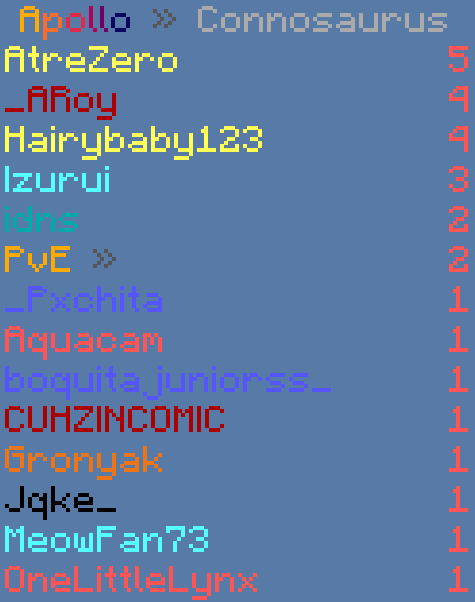 Apollo » Connosaurus
AtreZero 5
_ARoy 4
Hairybaby123 4
Izurui 3
idns 2
PvE » 2
_Pxchita 1
Aquacam 1
boquita_juniorss_ 1
CUHZINCOMIC 1
Gronyak 1
Jqke_ 1
MeowFan73 1
OneLittleLynx 1